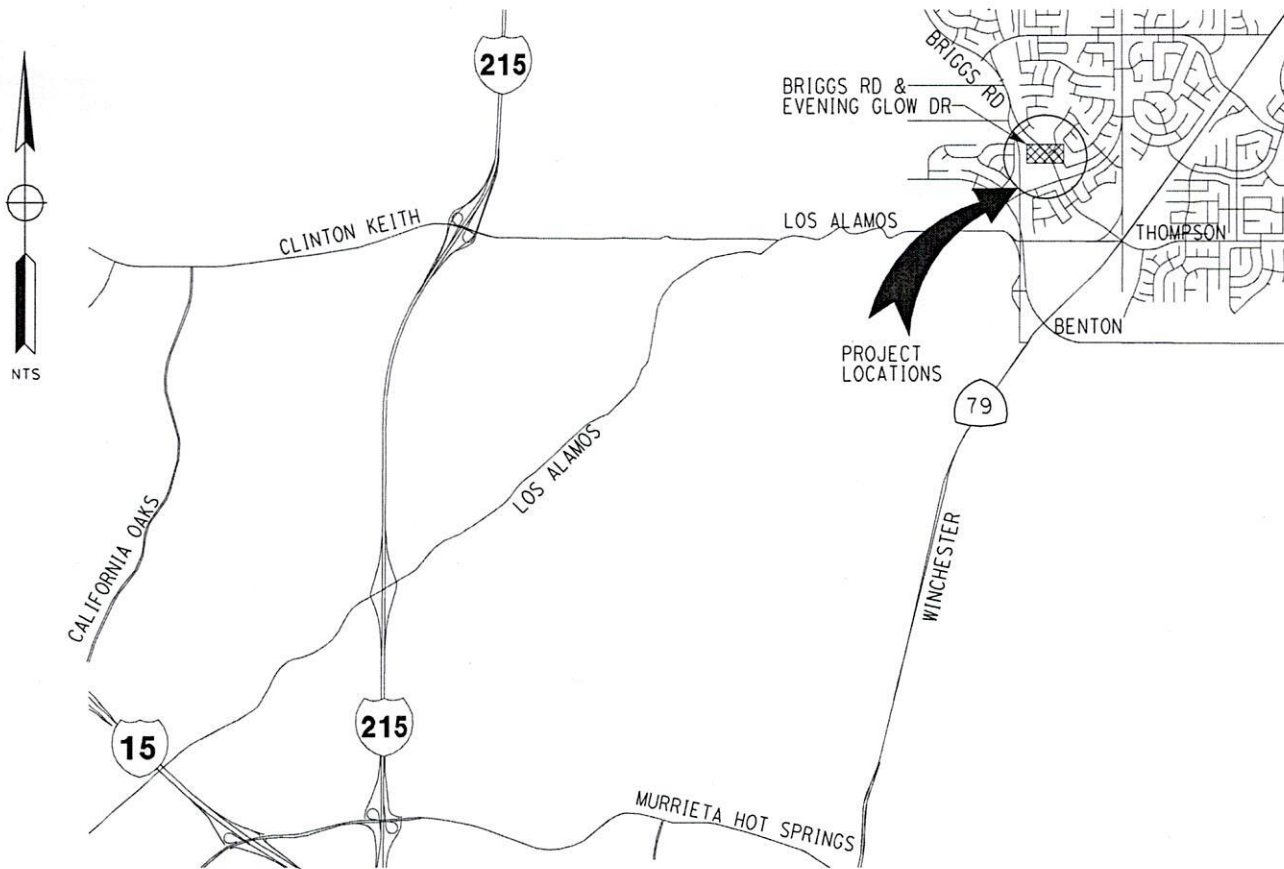 215
BRIGGS RD
BRIGGS RD &
EVENING GLOW DR
CLINTON KEITH
LOS ALAMOS
THOMPSON
NTS
BENTON
PROJECT
LOCATIONS
79
LOS ALAMOS
CALIFORNIA OAKS
WINCHESTER
215
15
MURRIETA HOT SPRINGS